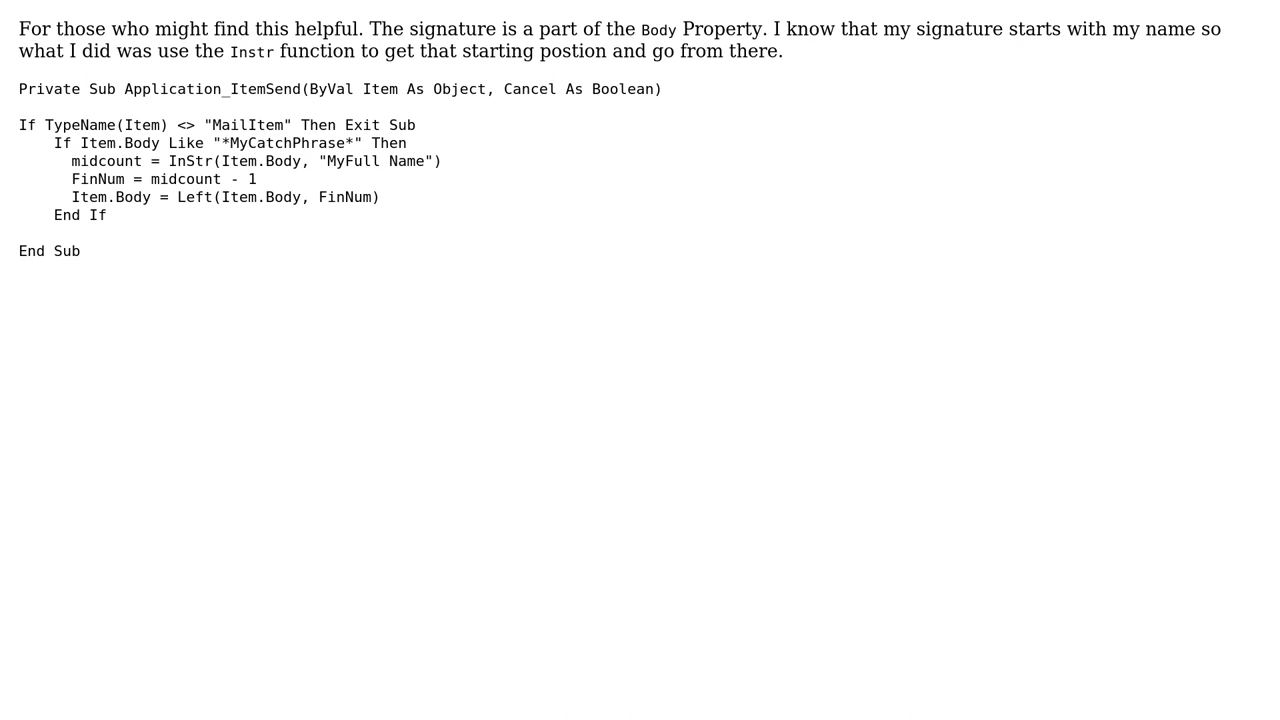 For those who might find this helpful. The signature is a part of the Body Property. I know that my signature starts with my name so
what I did was use the Instr function to get that starting postion and go from there.
Private Sub Application_ItemSend(ByVal Item As Object, Cancel As Boolean)
If TypeName(Item) <> "MailItem" Then Exit Sub
    If Item.Body Like "*MyCatchPhrase*" Then
      midcount = InStr(Item.Body, "MyFull Name")
      FinNum = midcount - 1
      Item.Body = Left(Item.Body, FinNum)
    End If
End Sub